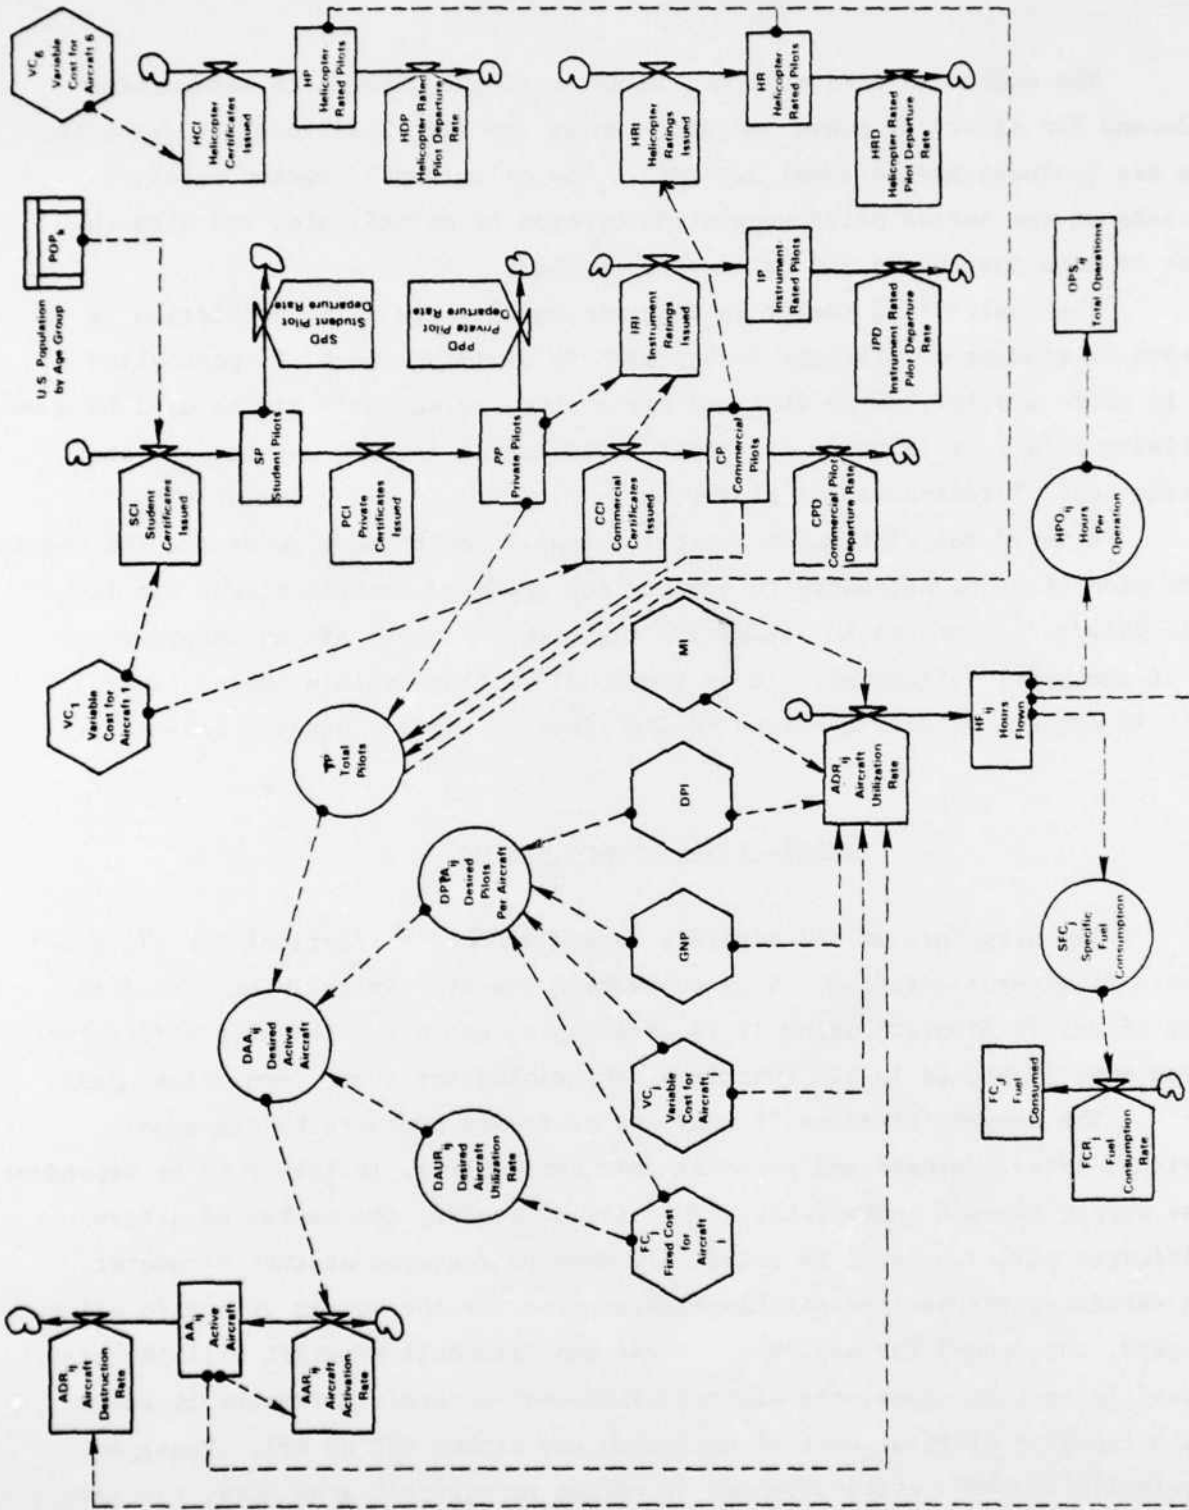 VC6
Variable
Cost for
Aircraft 6
HCI
Helicopter
Certificates
Issued
HP
Helicopter
Rated Pilots
HDP
Helicopter Rated
Pilot Departure
Rate
HRI
Helicopter
Ratings
Issued
HR
Helicopter
Rated Pilots
HRD
Helicopter Rated
Pilot Departure
Rate
U.S. Population
by Age Group
POPk
SCI
Student
Certificates
Issued
SP
Student Pilots
SPD
Student Pilot
Departure Rate
PCI
Private
Certificates
Issued
PP
Private Pilots
PPD
Private Pilot
Departure Rate
CCI
Commercial
Certificates
Issued
CP
Commercial
Pilots
CPD
Commercial Pilot
Departure Rate
IRI
Instrument
Ratings
Issued
IP
Instrument
Rated Pilots
IPD
Instrument Rated
Pilot Departure
Rate
VC1
Variable
Cost for
Aircraft 1
TP
Total
Pilots
DAAij
Desired
Active
Aircraft
DPTAij
Desired
Pilots
Per Aircraft
DAURij
Desired
Aircraft
Utilization
Rate
FCj
Fixed Cost
for
Aircraft
j
VCj
Variable
Cost for
Aircraft
GNP
DPI
MI
ADRij
Aircraft
Utilization
Rate
HFij
Hours
Flown
HPOij
Hours
Per
Operation
OPSij
Total Operations
SFCj
Specific
Fuel
Consumption
FCRj
Fuel
Consumption
Rate
FCJ
Fuel
Consumed
ADRij
Aircraft
Destruction
Rate
AAij
Active
Aircraft
AARij
Aircraft
Activation
Rate